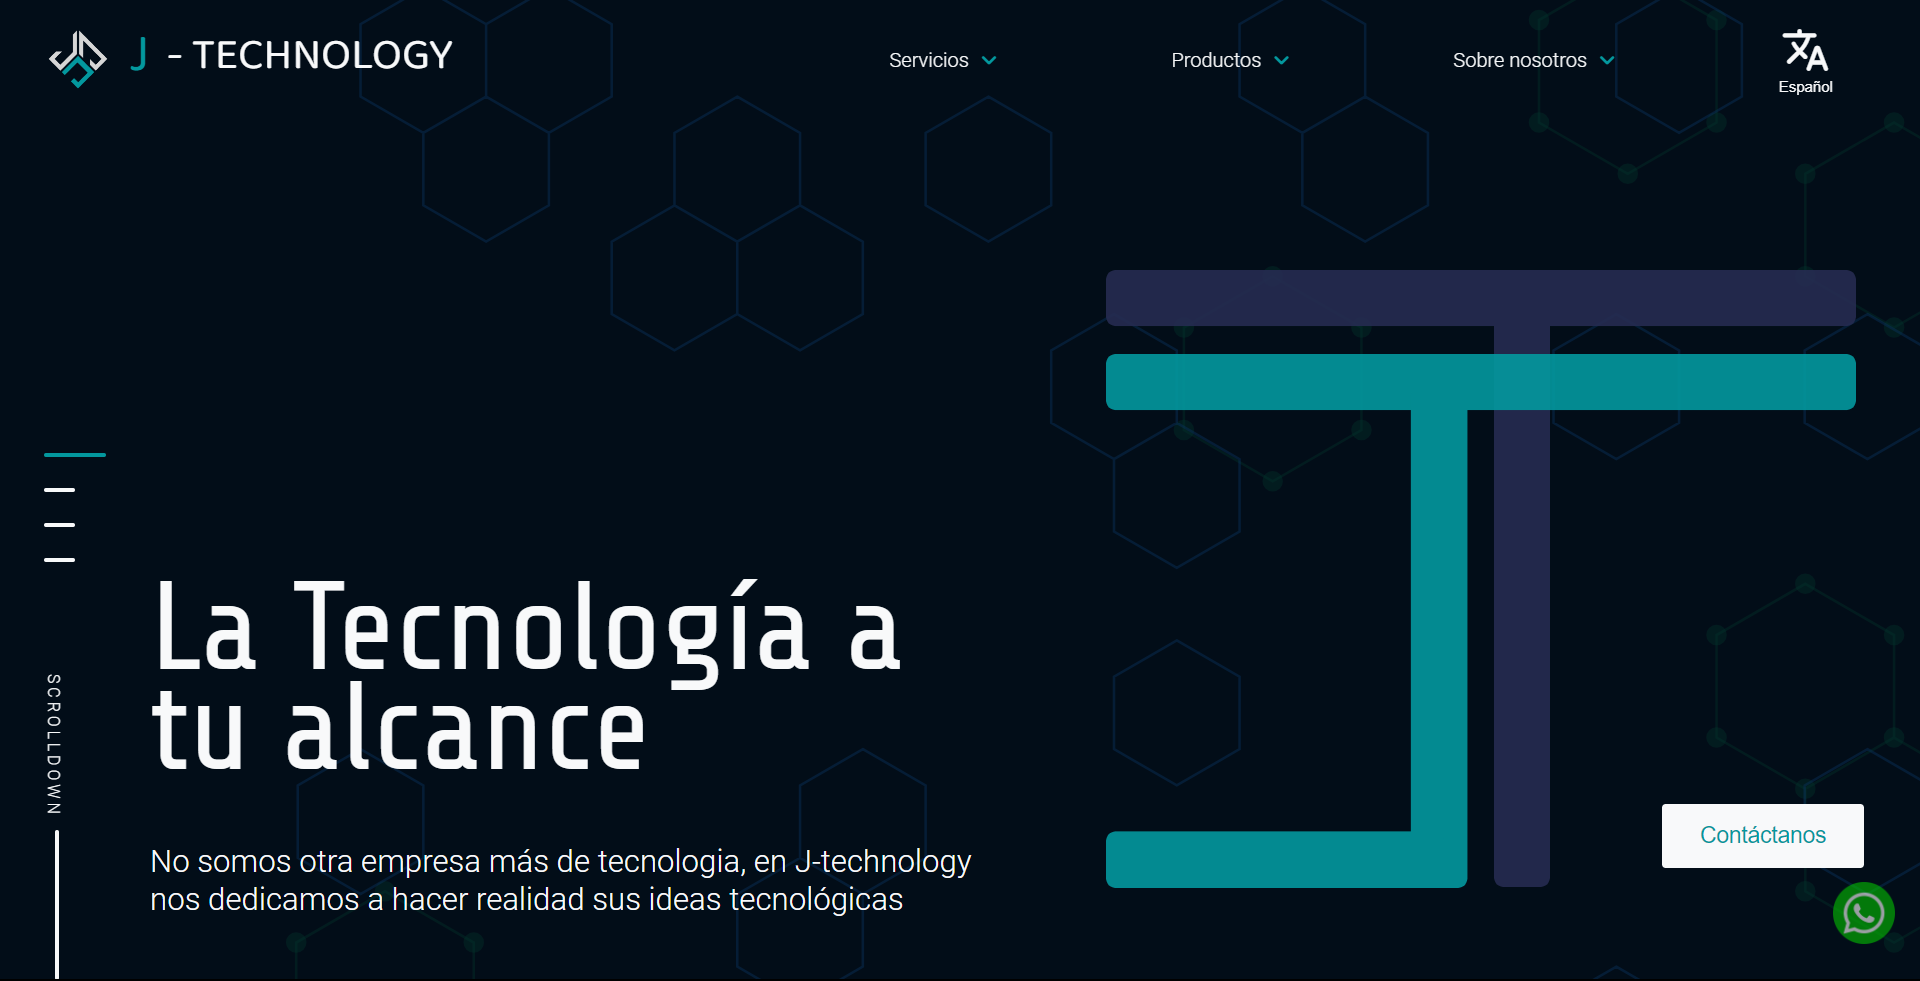 J - TECHNOLOGY
Servicios
Productos
Sobre nosotros
Español
La Tecnología a
tu alcance
SCROLLDOWN
No somos otra empresa más de tecnologia, en J-technology
nos dedicamos a hacer realidad sus ideas tecnológicas
Contáctanos